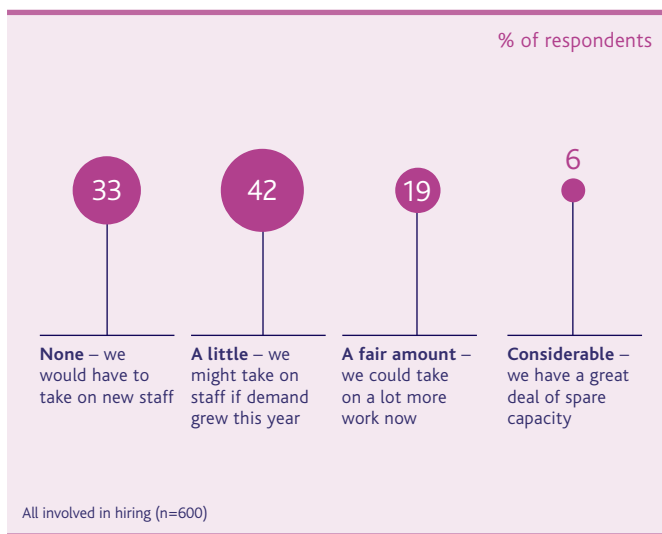 % of respondents
33
42
19
6
None – we
would have to
take on new staff
A little – we
might take on
staff if demand
grew this year
A fair amount –
we could take
on a lot more
work now
Considerable –
we have a great
deal of spare
capacity
All involved in hiring (n=600)